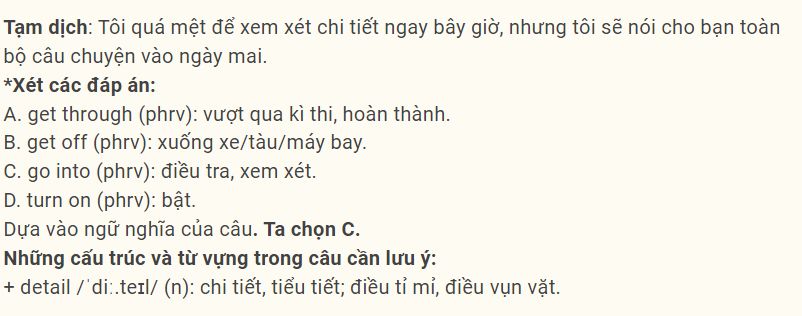 Tạm dịch: Tôi quá mệt để xem xét chi tiết ngay bây giờ, nhưng tôi sẽ nói cho bạn toàn
bộ câu chuyện vào ngày mai.
*Xét các đáp án:
A. get through (phrv): vượt qua kì thi, hoàn thành.
B. get off (phrv): xuống xe/tàu/máy bay.
C. go into (phrv): điều tra, xem xét.
D. turn on (phrv): bật.
Dựa vào ngữ nghĩa của câu. Ta chọn C.
Những cấu trúc và từ vựng trong câu cần lưu ý:
+ detail /ˈdiː.teɪl/ (n): chi tiết, tiểu tiết; điều tỉ mỉ, điều vụn vặt.